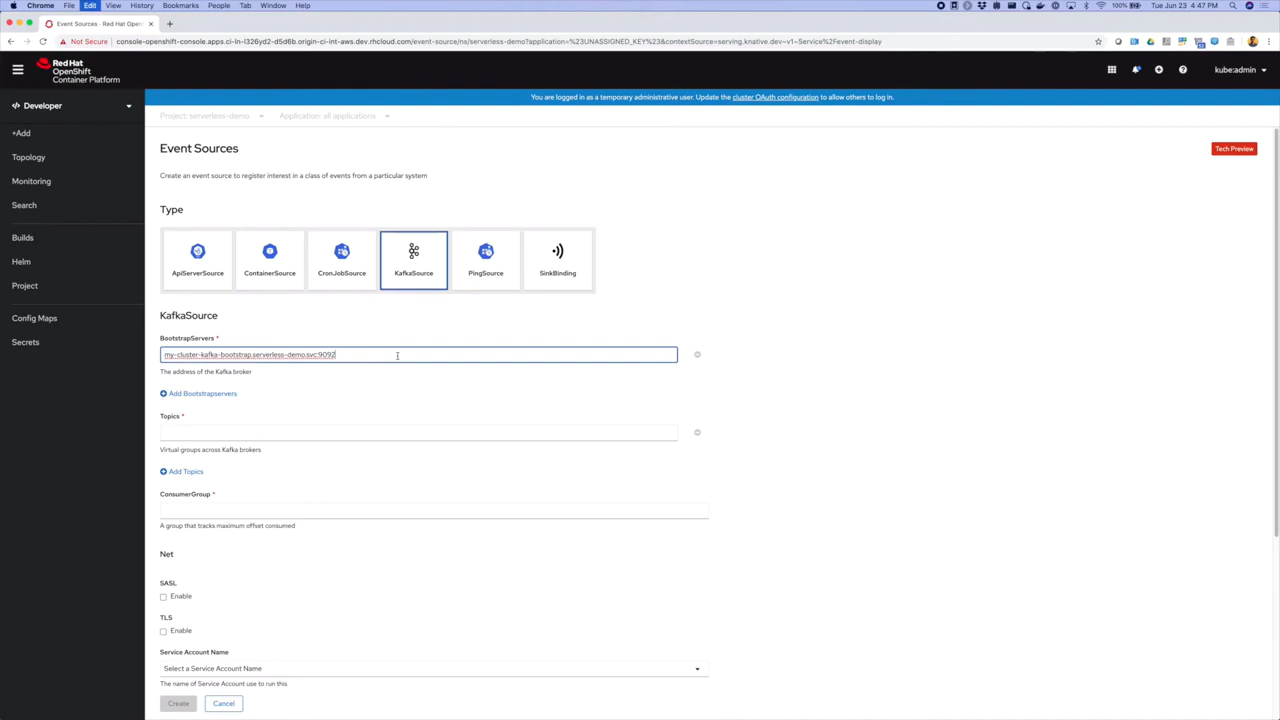 Chrome File Edit View History Bookmarks People Tab Window Help 100% Tue Jun 23 4:47 PM
Event Sources · Red Hat Open
Not Secure console-openshift-console.apps.ci-ln-l326yd2-d5d6b.origin-ci-int-aws.dev.rhcloud.com/event-source/ns/serverless-demo?application=%23UNASSIGNED_KEY%23&contextSource=serving.knative.dev~v1~Service%2Fevent-display
Red Hat
OpenShift
Container Platform
kube:admin
You are logged in as a temporary administrative user. Update the cluster OAuth configuration to allow others to log in.
Developer
+Add
Topology
Monitoring
Search
Builds
Helm
Project
Config Maps
Secrets
Project: serverless-demo Application: all applications
Event Sources
Tech Preview
Create an event source to register interest in a class of events from a particular system
Type
ApiServerSource ContainerSource CronJobSource KafkaSource PingSource SinkBinding
KafkaSource
BootstrapServers *
my-cluster-kafka-bootstrap.serverless-demo.svc:9092
The address of the Kafka broker
Add Bootstrapservers
Topics *
Virtual groups across Kafka brokers
Add Topics
ConsumerGroup *
A group that tracks maximum offset consumed
Net
SASL
Enable
TLS
Enable
Service Account Name
Select a Service Account Name
The name of Service Account use to run this
Create Cancel